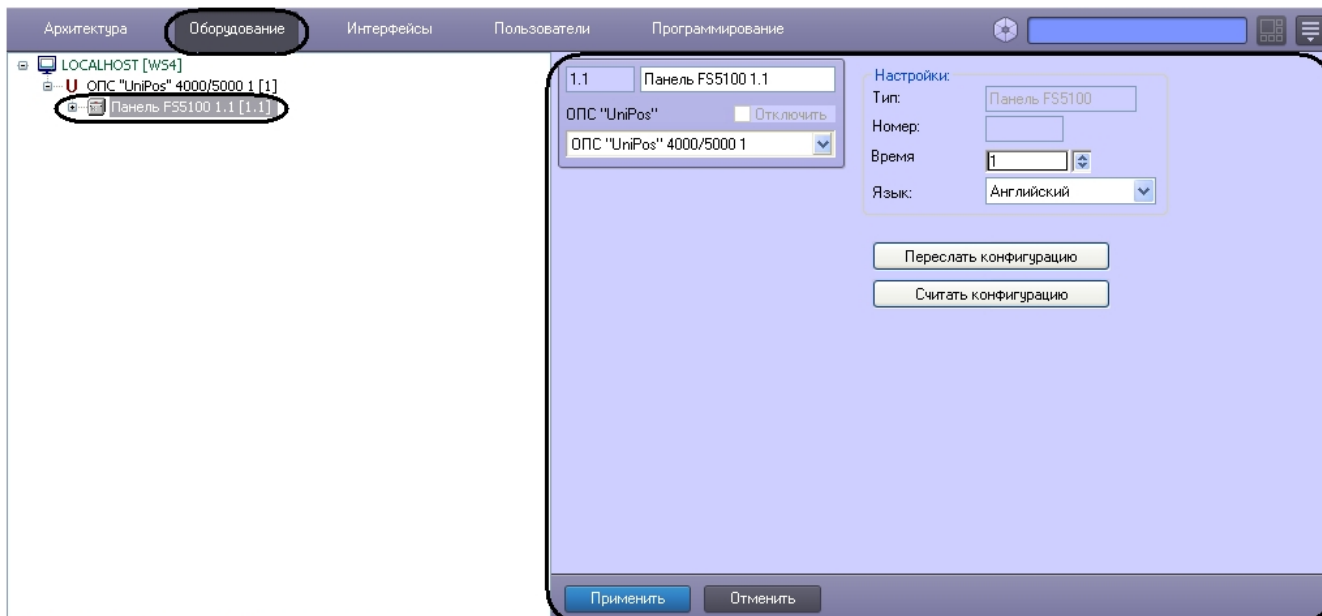 Архитектура Оборудование Интерфейсы Пользователи Программирование
LOCALHOST [WS4]
ОПС "UniPos" 4000/5000 1 [1]
Панель FS5100 1.1 [1.1]
1.1 Панель FS5100 1.1
ОПС "UniPos" Отключить
ОПС "UniPos" 4000/5000 1
Настройки:
Тип: Панель FS5100
Номер:
Время 1
Язык: Английский
Переслать конфигурацию
Считать конфигурацию
Применить Отменить